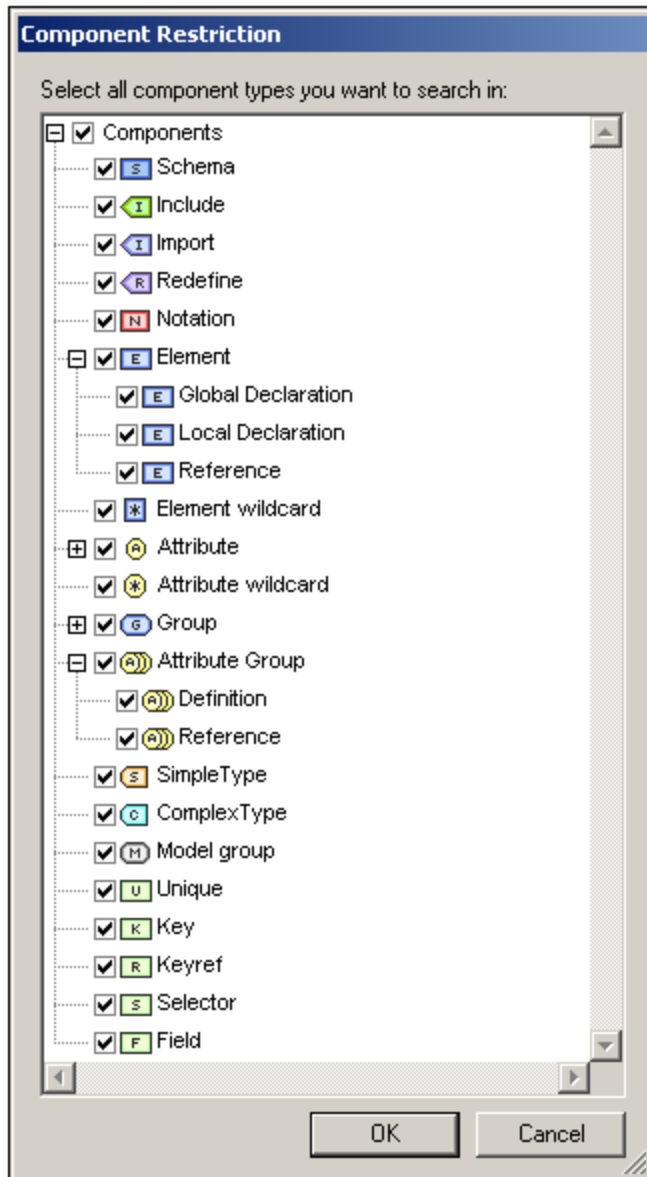 Component Restriction
Select all component types you want to search in:
Components
S Schema
I Include
I Import
R Redefine
N Notation
E Element
E Global Declaration
E Local Declaration
E Reference
* Element wildcard
A Attribute
* Attribute wildcard
G Group
A Attribute Group
A Definition
A Reference
S SimpleType
C ComplexType
M Model group
U Unique
K Key
R Keyref
S Selector
F Field
OK Cancel